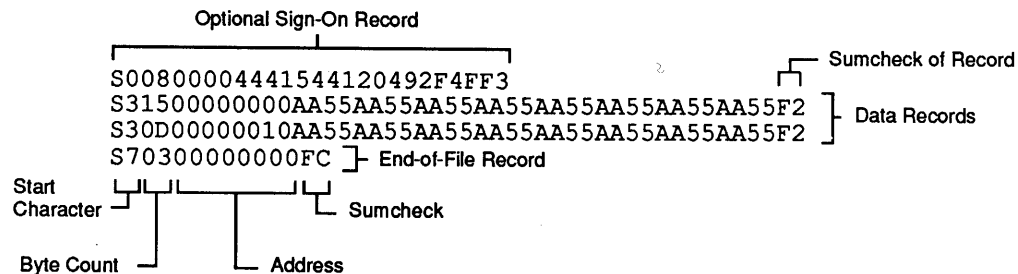 Optional Sign-On Record
S00800004441544120492F4FF3
Sumcheck of Record
S31500000000AA55AA55AA55AA55AA55AA55AA55AA55F2
Data Records
S30D00000010AA55AA55AA55AA55AA55AA55AA55AA55F2
S70300000000FC
End-of-File Record
Start
Character
Sumcheck
Byte Count
Address